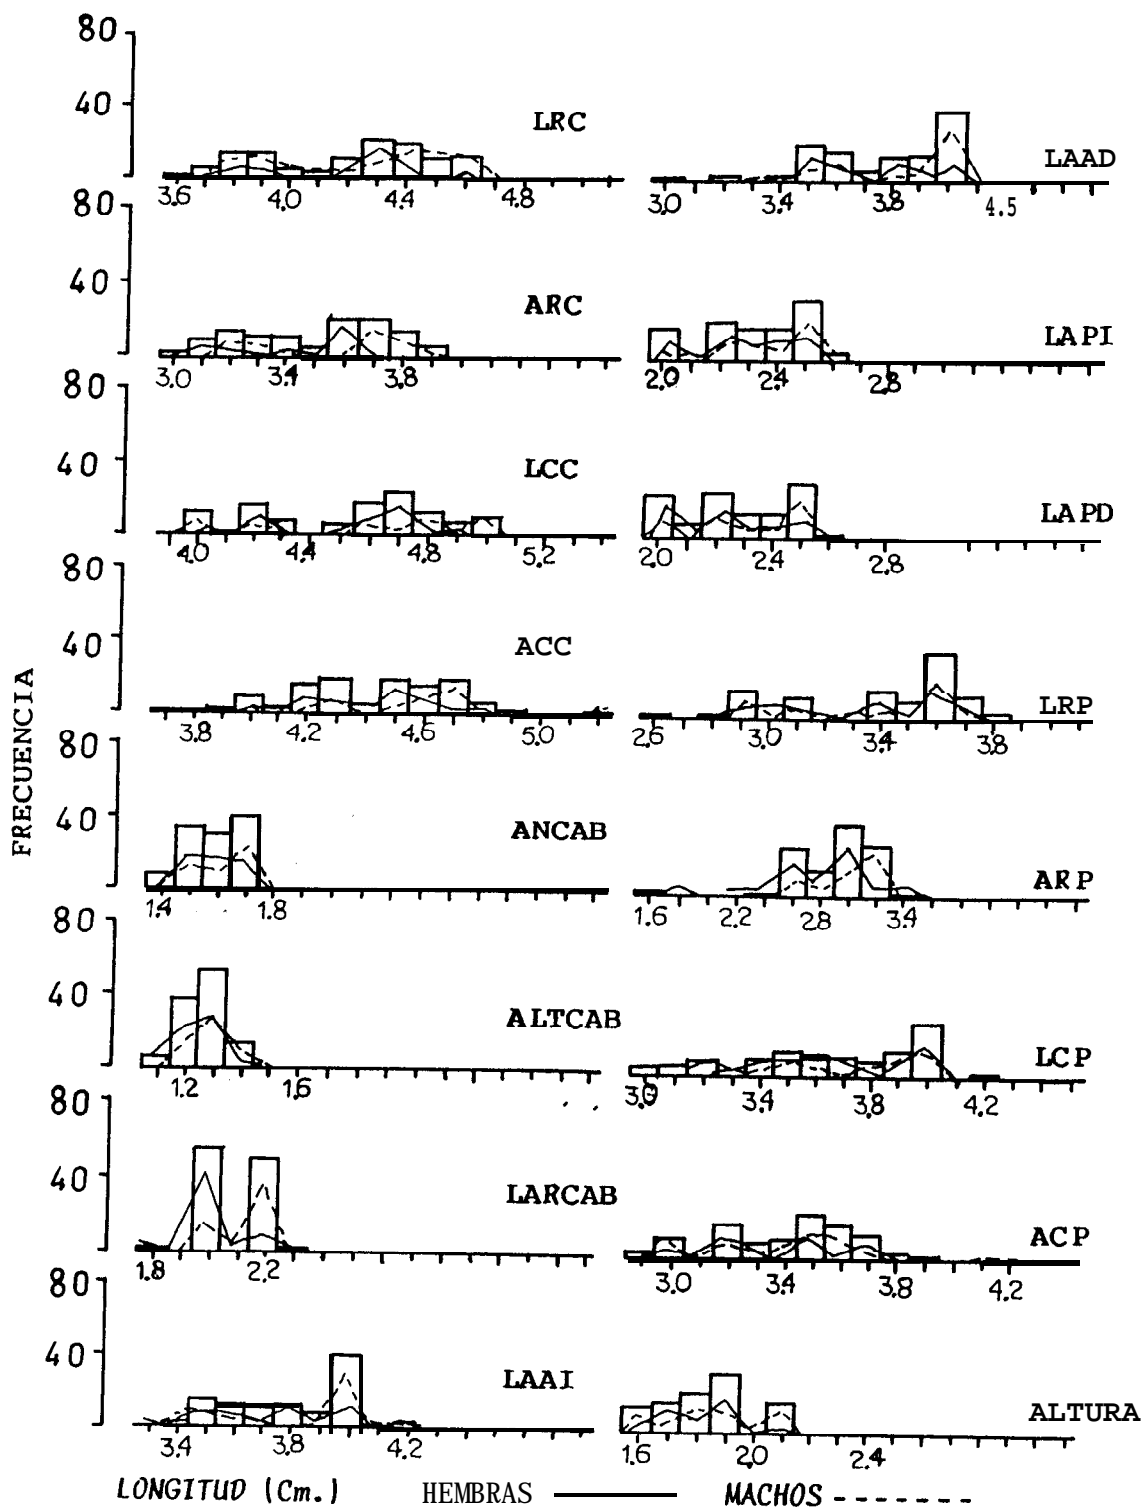 80
40
LRC
3.6 4.0 4.4 4.8
LAAD
3.0 3.4 3.8 4.5
80
40
ARC
3.0 3.4 3.8
LAPI
2.0 2.4 2.8
80
40
LCC
4.0 4.4 4.8 5.2
LAPD
2.0 2.4 2.8
80
40
ACC
3.8 4.2 4.6 5.0
LRP
2.6 3.0 3.4 3.8
FRECUENCIA
80
40
ANCAB
1.4 1.8
ARP
1.6 2.2 2.8 3.4
80
40
ALTCAB
1.2 1.6
LCP
3.0 3.4 3.8 4.2
80
40
LARCAB
1.8 2.2
ACP
3.0 3.4 3.8 4.2
80
40
LAAI
3.4 3.8 4.2
ALTURA
1.6 2.0 2.4
LONGITUD (Cm.) HEMBRAS MACHOS